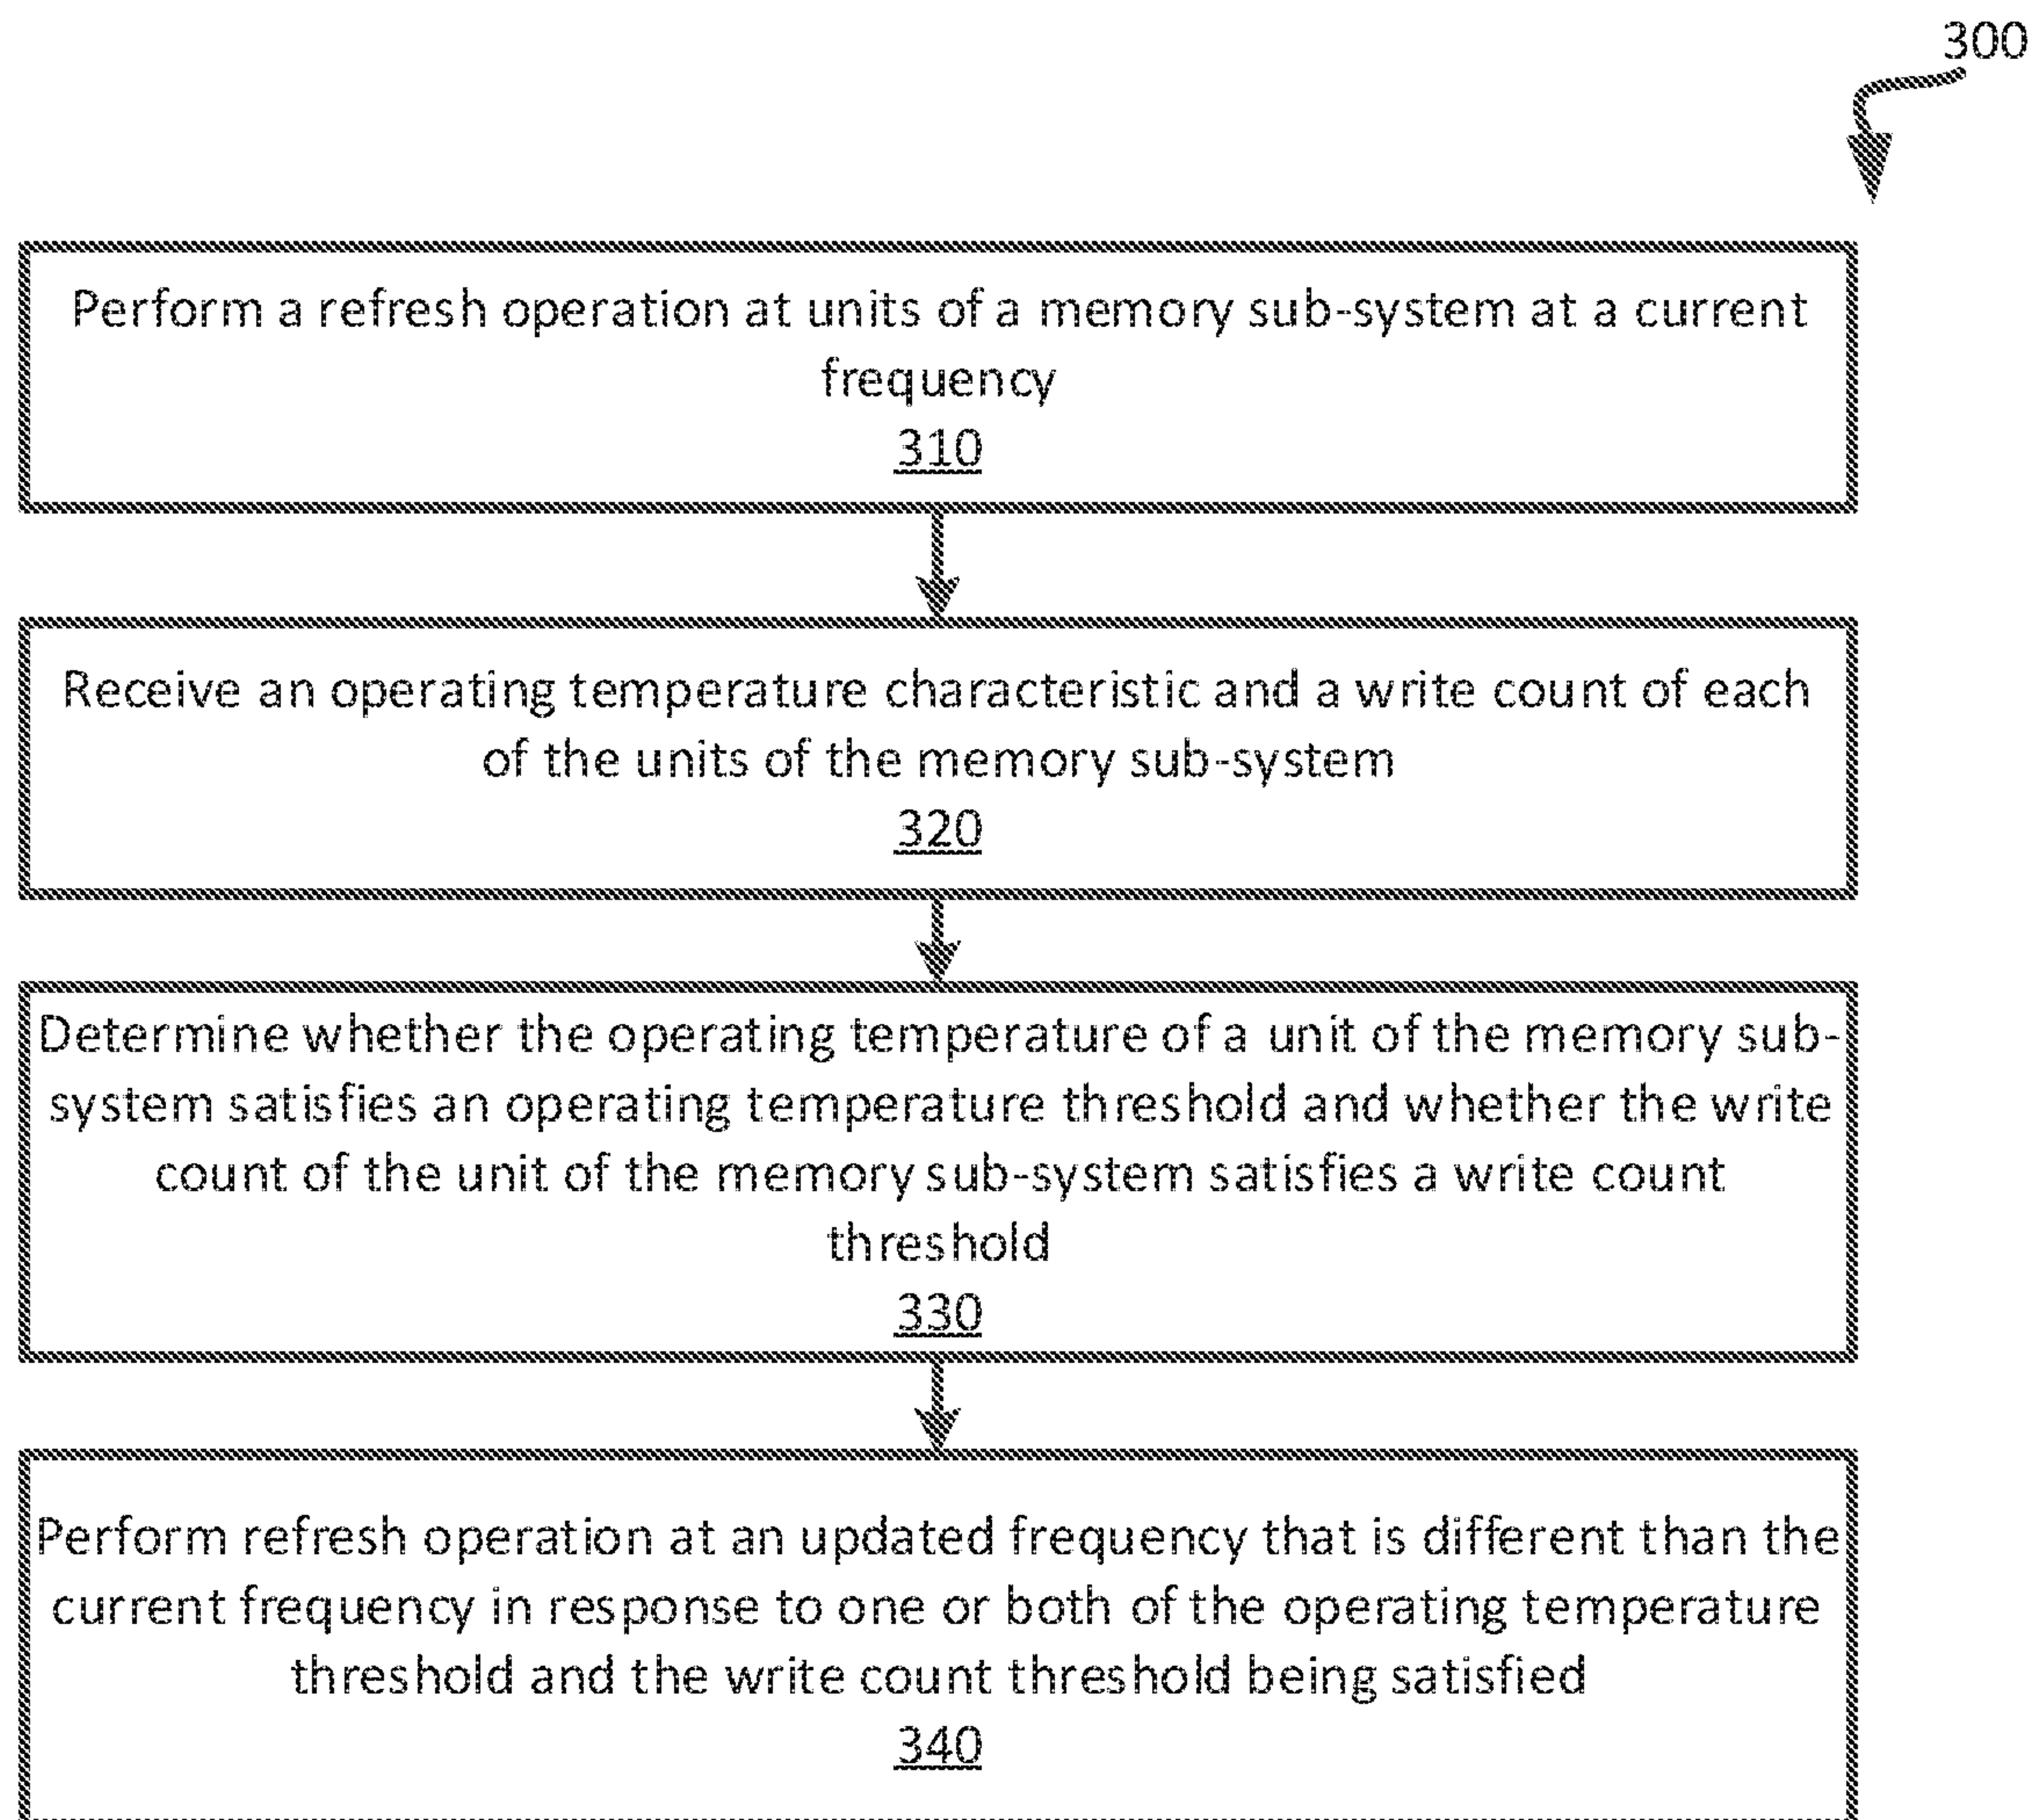 300
Perform a refresh operation at units of a memory sub-system at a current
frequency
310
Receive an operating temperature characteristic and a write count of each
of the units of the memory sub-system
320
Determine whether the operating temperature of a unit of the memory sub-
system satisfies an operating temperature threshold and whether the write
count of the unit of the memory sub-system satisfies a write count
threshold
330
Perform refresh operation at an updated frequency that is different than the
current frequency in response to one or both of the operating temperature
threshold and the write count threshold being satisfied
340